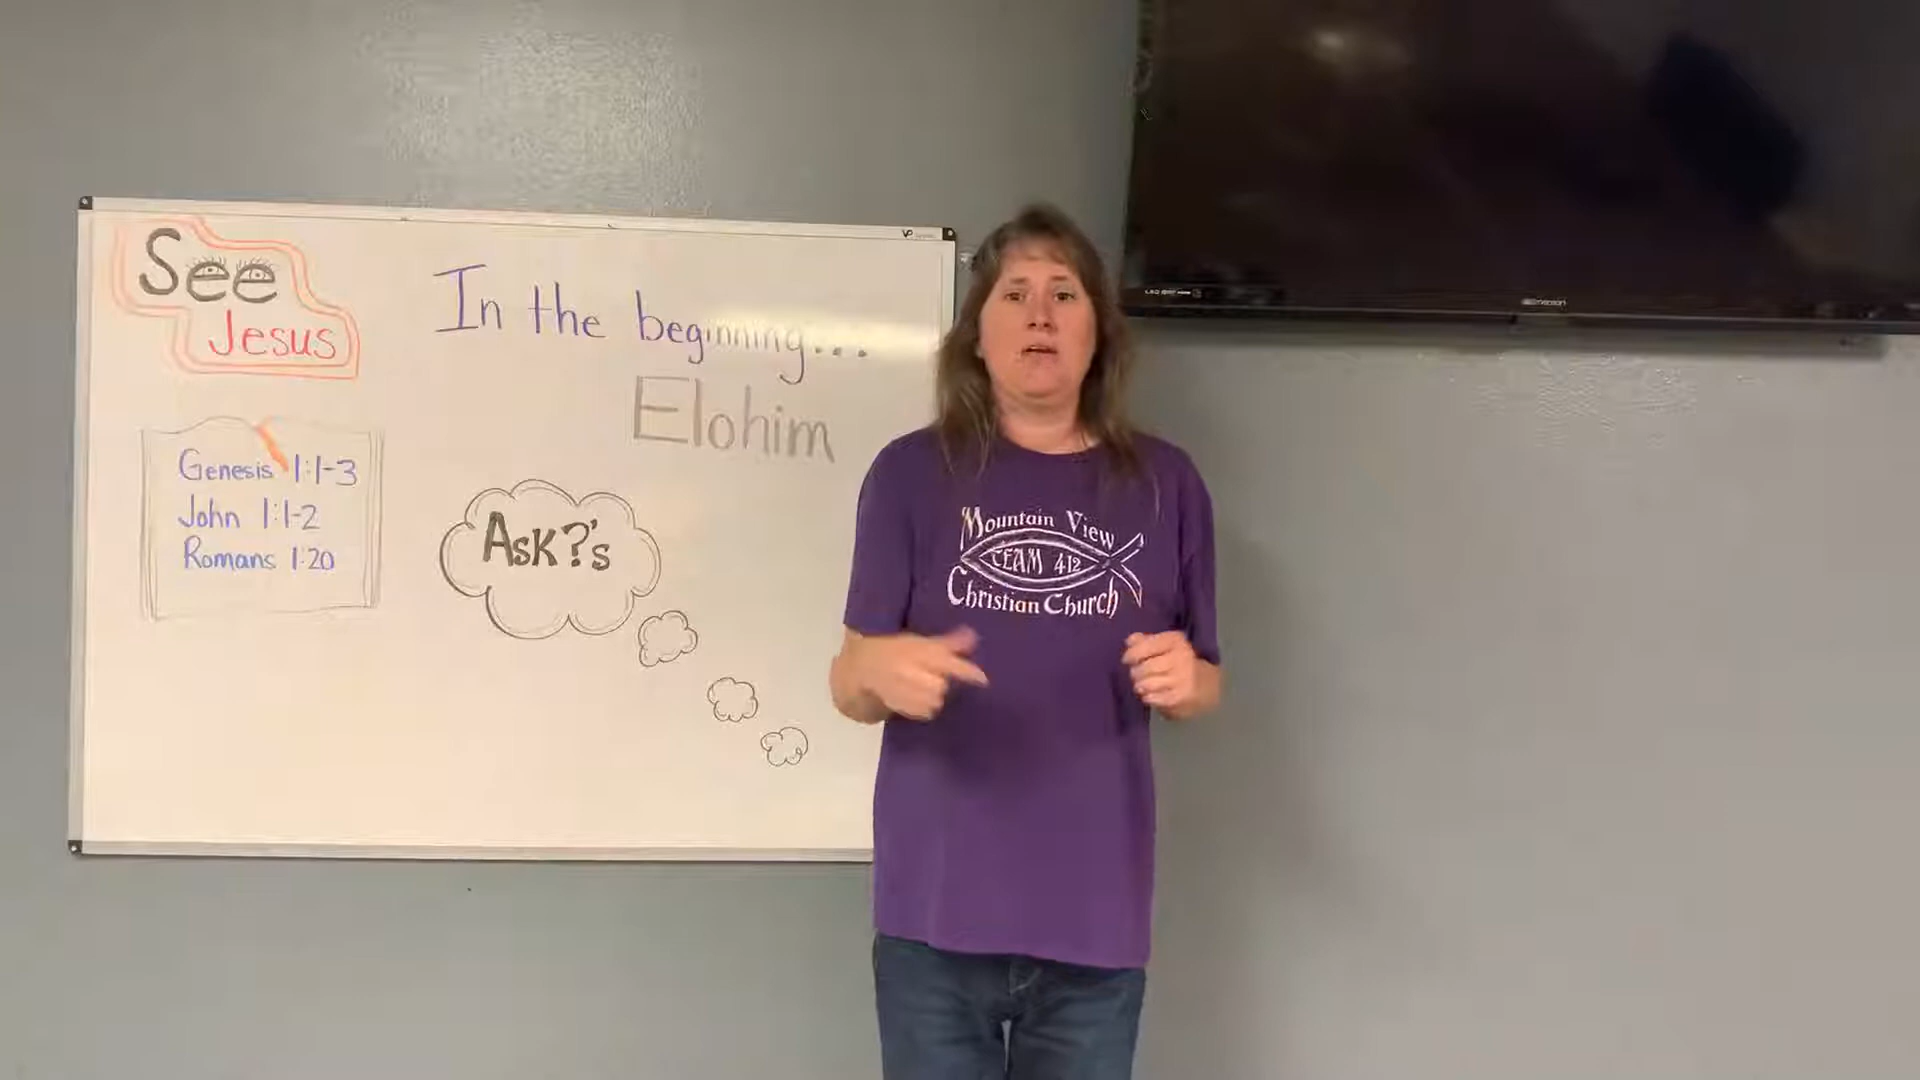 See
Jesus
In the beginning...
Elohim
Genesis 1:1-3
John 1:1-2
Romans 1:20
Ask?'s
Mountain View
TEAM 412
Christian Church
Emerson